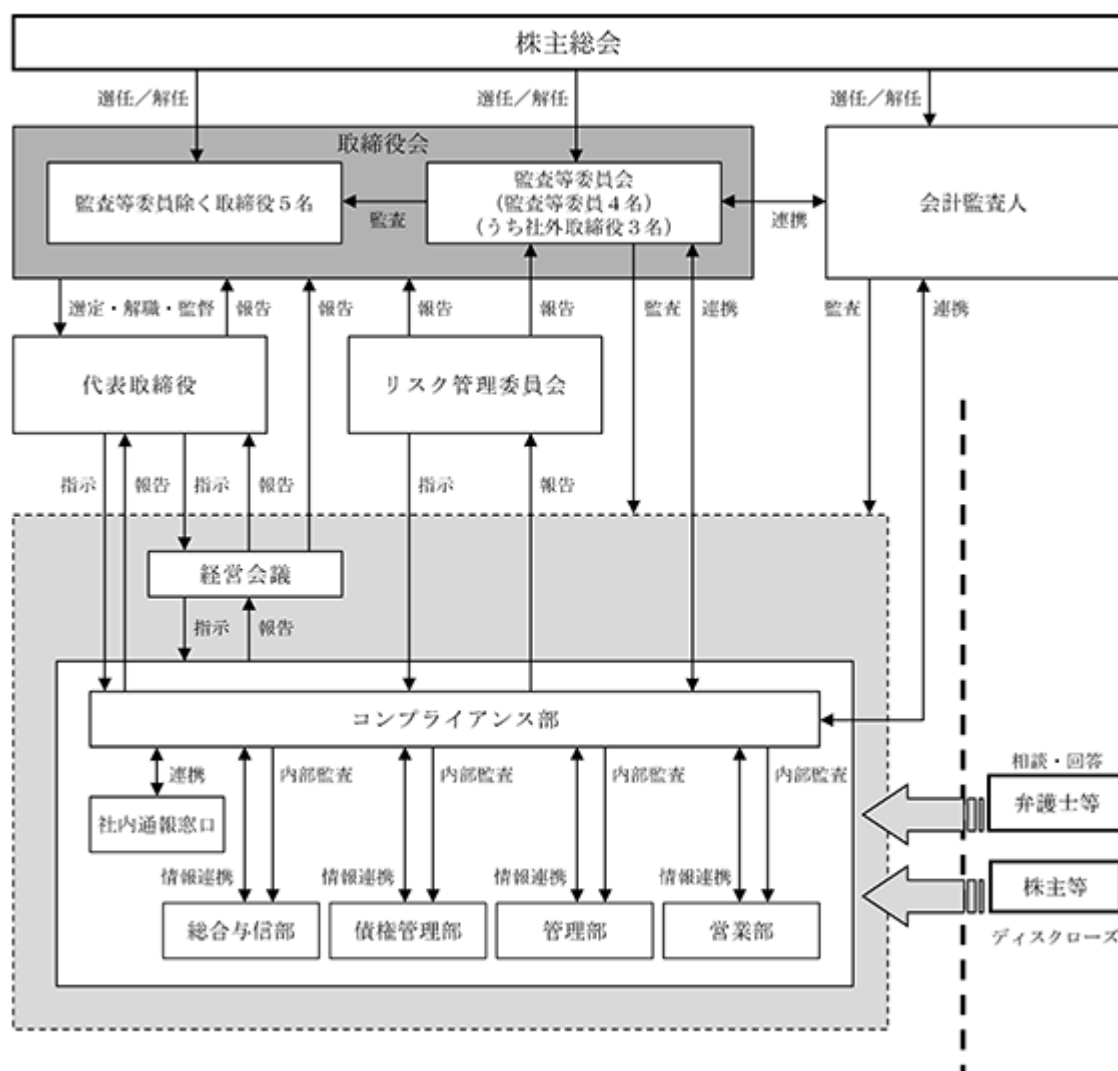 株主総会
選任／解任
選任／解任
選任／解任
取締役会
監査等委員除く取締役５名
監査
監査等委員会
(監査等委員４名)
(うち社外取締役３名)
連携
会計監査人
選定・解職・監督
報告
報告
報告
報告
監査
連携
監査
連携
代表取締役
リスク管理委員会
指示
報告
指示
報告
指示
報告
経営会議
指示
報告
コンプライアンス部
連携
内部監査
内部監査
内部監査
内部監査
社内通報窓口
情報連携
情報連携
情報連携
情報連携
総合与信部
債権管理部
管理部
営業部
相談・回答
弁護士等
株主等
ディスクローズ